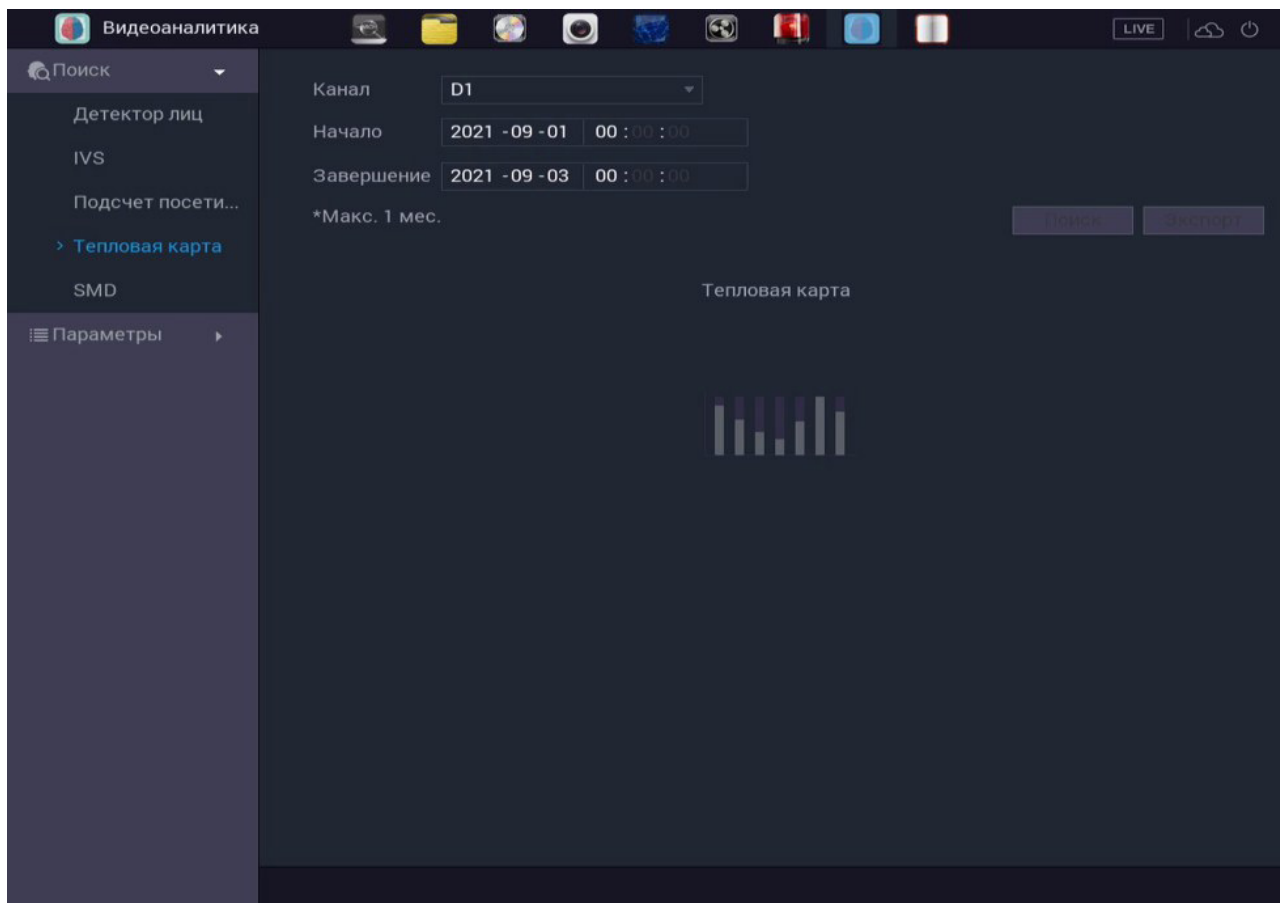 Видеоаналитика
LIVE
Поиск
Детектор лиц
IVS
Подсчет посети...
> Тепловая карта
SMD
Параметры
Канал D1
Начало 2021 -09 -01 00 :00 :00
Завершение 2021 -09 -03 00 :00 :00
*Макс. 1 мес.
Поиск Экспорт
Тепловая карта